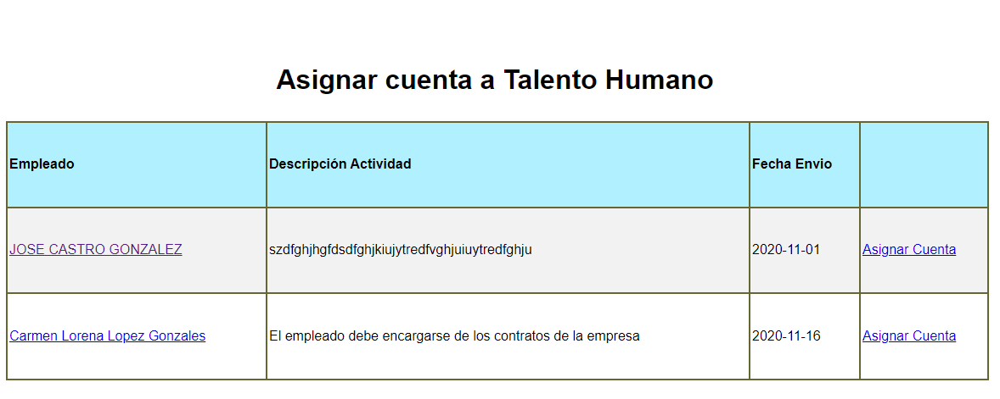 Asignar cuenta a Talento Humano
Empleado Descripción Actividad Fecha Envio
JOSE CASTRO GONZALEZ szdfghjhgfdsdfghjkiujytredfvghjuiuytredfghju 2020-11-01 Asignar Cuenta
Carmen Lorena Lopez Gonzales El empleado debe encargarse de los contratos de la empresa 2020-11-16 Asignar Cuenta